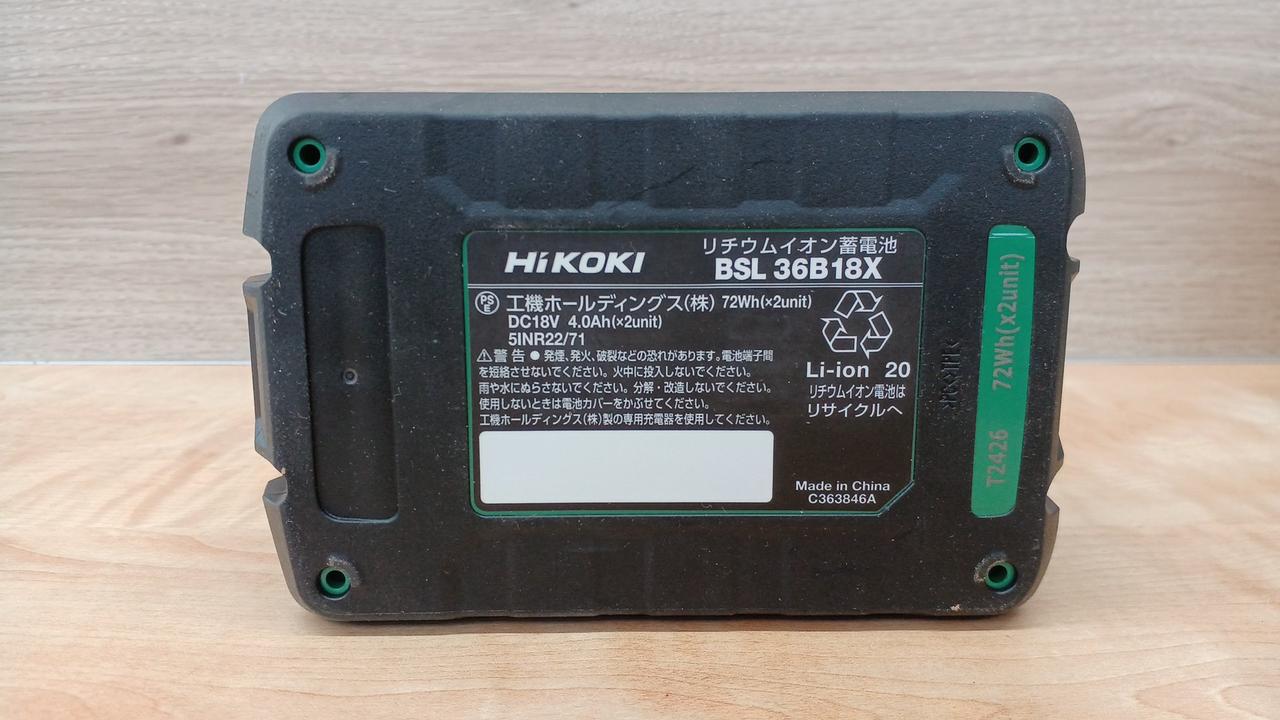 HiKOKI
リチウムイオン蓄電池
BSL 36B18X
PS E
工機ホールディングス(株) 72Wh(×2unit)
DC18V 4.0Ah(×2unit)
5INR22/71
⚠警告 ● 発煙、発火、破裂などの恐れがあります。電池端子間
を短絡させないでください。火中に投入しないでください。
雨や水にぬらさないでください。分解・改造しないでください。
使用しないときは電池カバーをかぶせてください。
工機ホールディングス(株)製の専用充電器を使用してください。
Li-ion 20
リチウムイオン電池は
リサイクルへ
Made in China
C363846A
T2426 72Wh(x2unit)